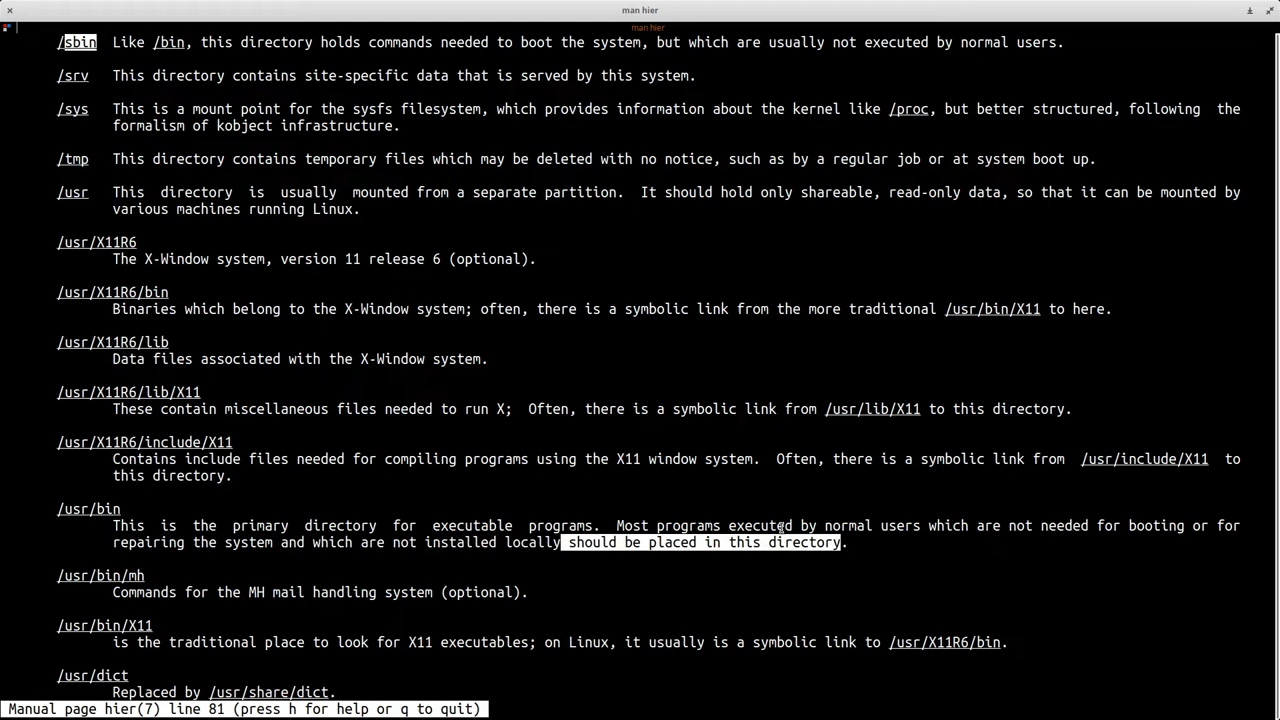 man hier
man hier
/sbin Like /bin, this directory holds commands needed to boot the system, but which are usually not executed by normal users.
/srv This directory contains site-specific data that is served by this system.
/sys This is a mount point for the sysfs filesystem, which provides information about the kernel like /proc, but better structured, following the
formalism of kobject infrastructure.
/tmp This directory contains temporary files which may be deleted with no notice, such as by a regular job or at system boot up.
/usr This directory is usually mounted from a separate partition. It should hold only shareable, read-only data, so that it can be mounted by
various machines running Linux.
/usr/X11R6
The X-Window system, version 11 release 6 (optional).
/usr/X11R6/bin
Binaries which belong to the X-Window system; often, there is a symbolic link from the more traditional /usr/bin/X11 to here.
/usr/X11R6/lib
Data files associated with the X-Window system.
/usr/X11R6/lib/X11
These contain miscellaneous files needed to run X; Often, there is a symbolic link from /usr/lib/X11 to this directory.
/usr/X11R6/include/X11
Contains include files needed for compiling programs using the X11 window system. Often, there is a symbolic link from /usr/include/X11 to
this directory.
/usr/bin
This is the primary directory for executable programs. Most programs executed by normal users which are not needed for booting or for
repairing the system and which are not installed locally should be placed in this directory.
/usr/bin/mh
Commands for the MH mail handling system (optional).
/usr/bin/X11
is the traditional place to look for X11 executables; on Linux, it usually is a symbolic link to /usr/X11R6/bin.
/usr/dict
Replaced by /usr/share/dict.
Manual page hier(7) line 81 (press h for help or q to quit)